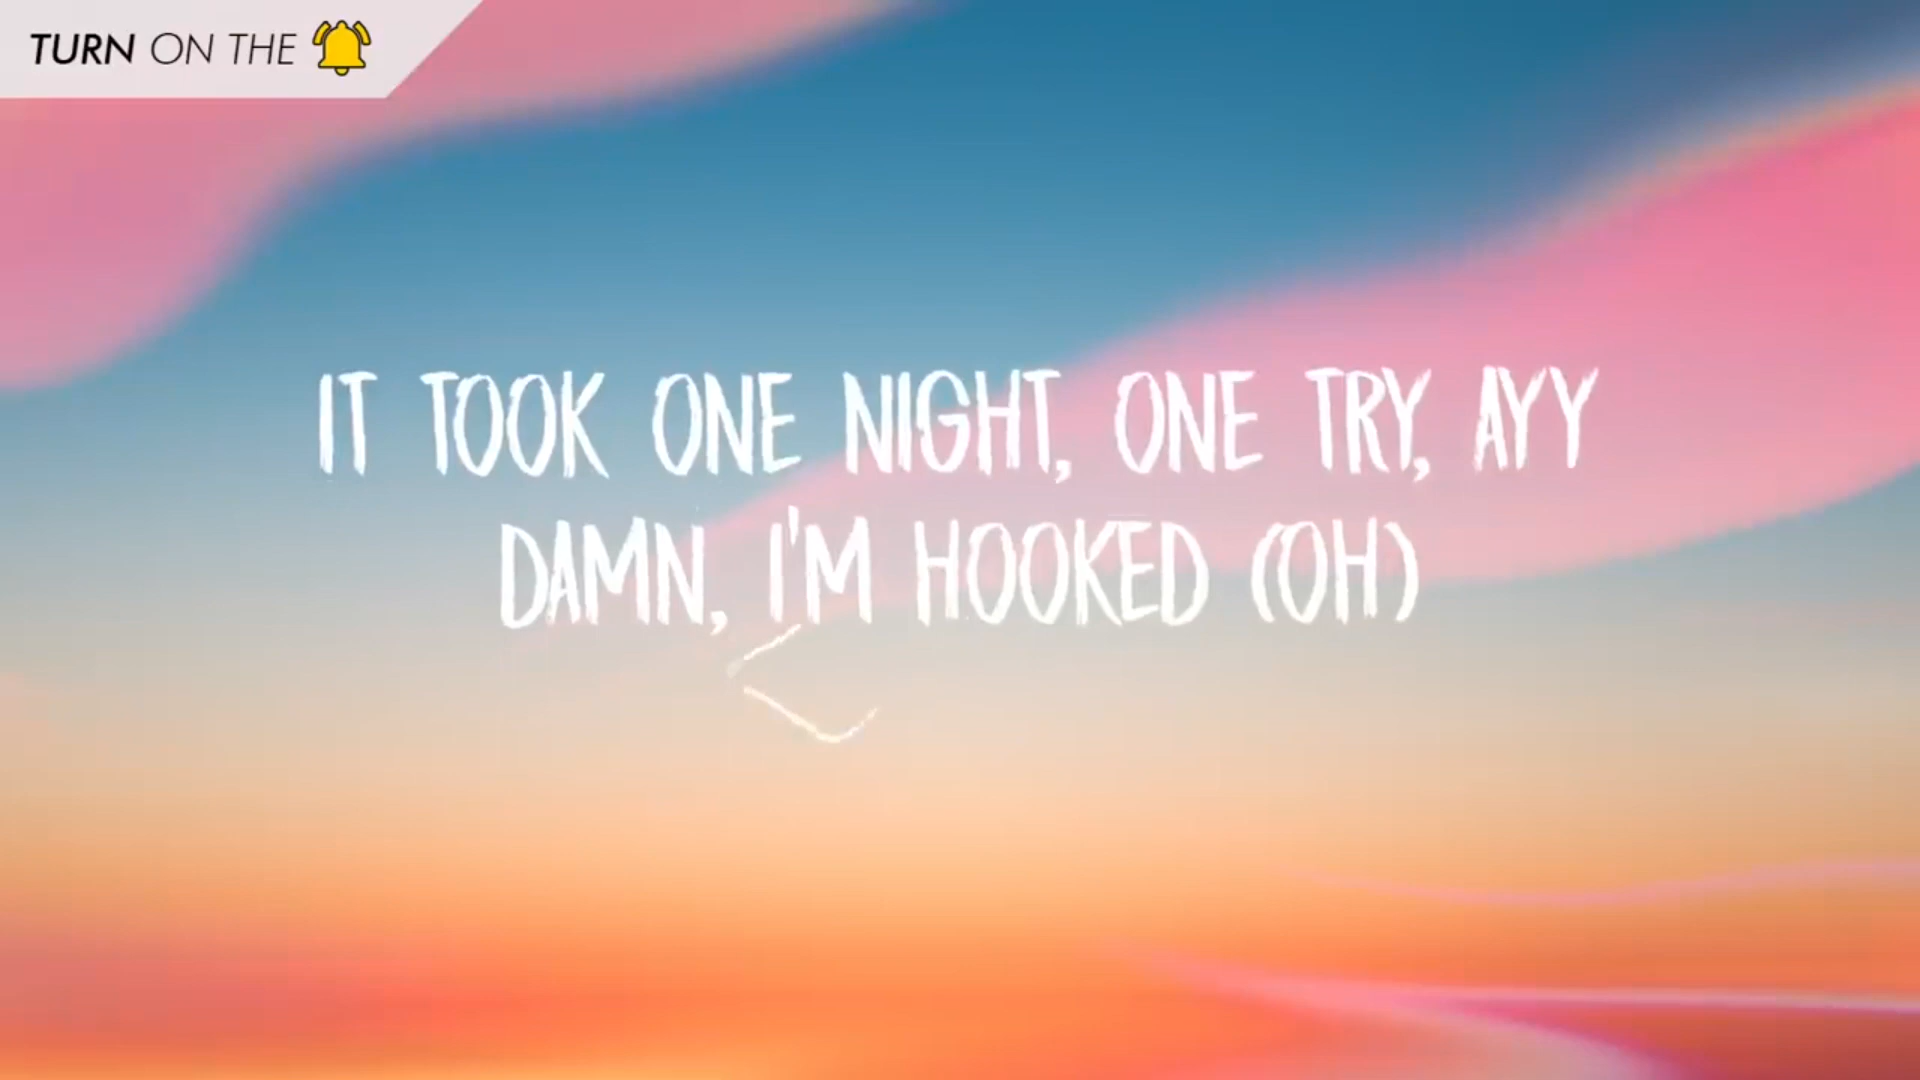 TURN ON THE
IT TOOK ONE NIGHT, ONE TRY, AYY
DAMN, I'M HOOKED (OH)